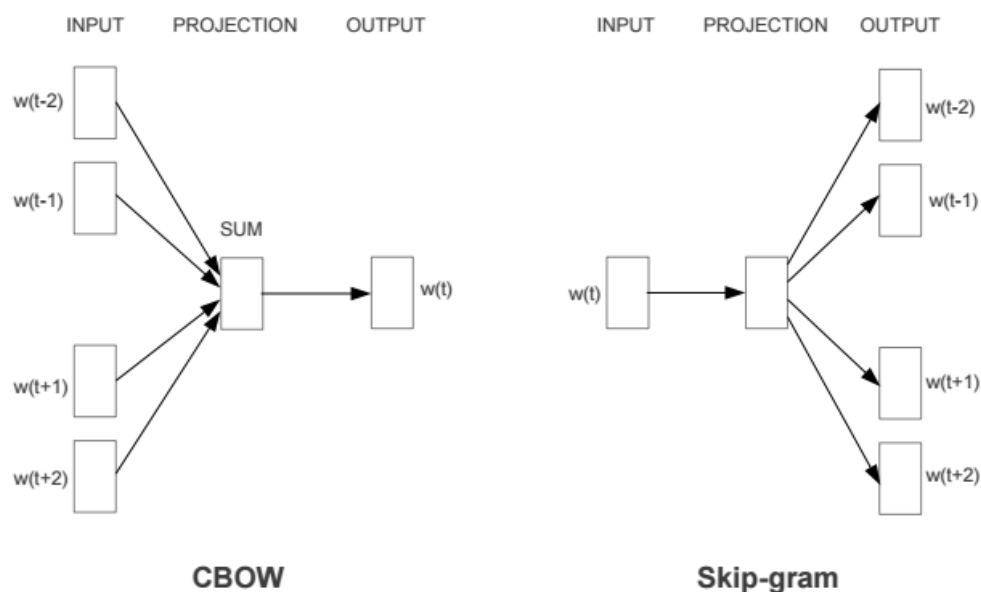 INPUT PROJECTION OUTPUT
w(t-2)
w(t-1)
SUM
w(t)
w(t+1)
w(t+2)
CBOW
INPUT PROJECTION OUTPUT
w(t-2)
w(t-1)
w(t)
w(t+1)
w(t+2)
Skip-gram